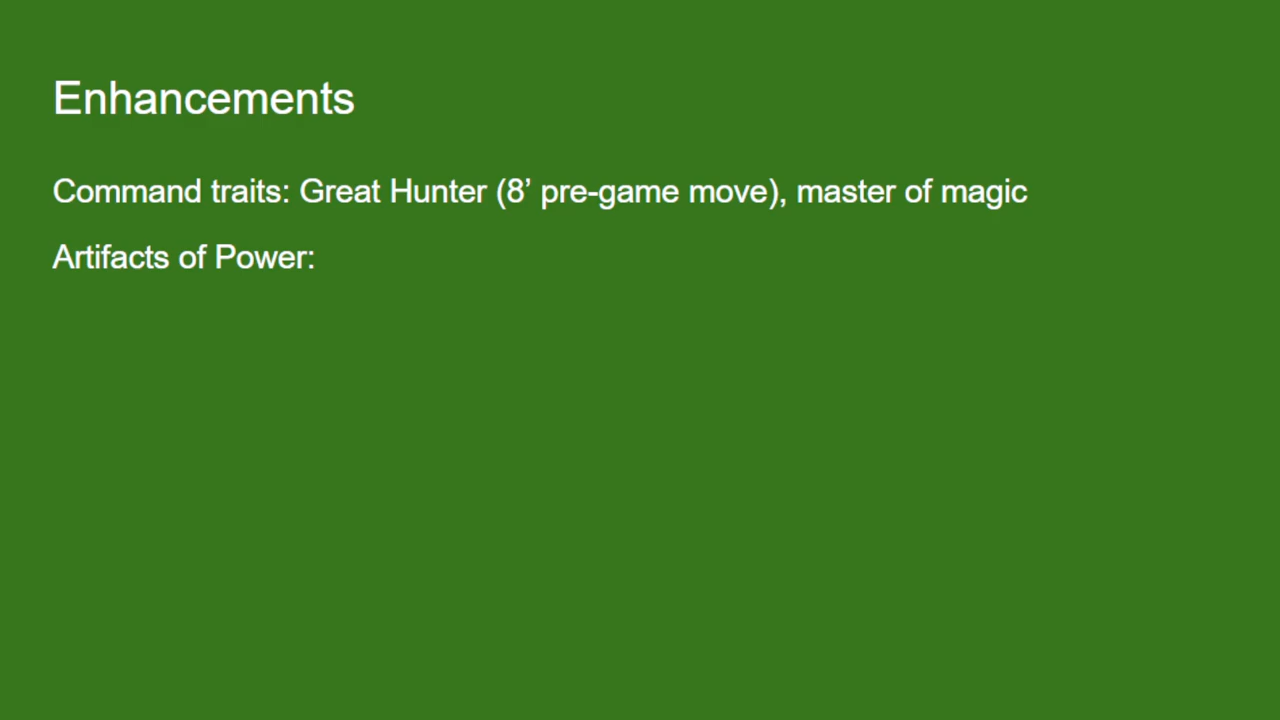 Enhancements
Command traits: Great Hunter (8’ pre-game move), master of magic
Artifacts of Power: